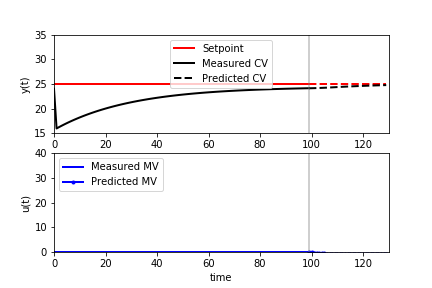 35
30
25
20
15
y(t)
Setpoint
Measured CV
Predicted CV
0 20 40 60 80 100 120
40
30
20
10
0
u(t)
Measured MV
Predicted MV
0 20 40 60 80 100 120
time